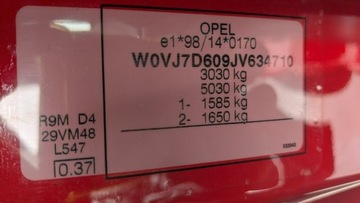 OPEL
e1*98/14*0170
W0VJ7D609JV634710
3030 kg
5030 kg
1- 1585 kg
2- 1650 kg
R9M D4
29VM48
L547
0.37